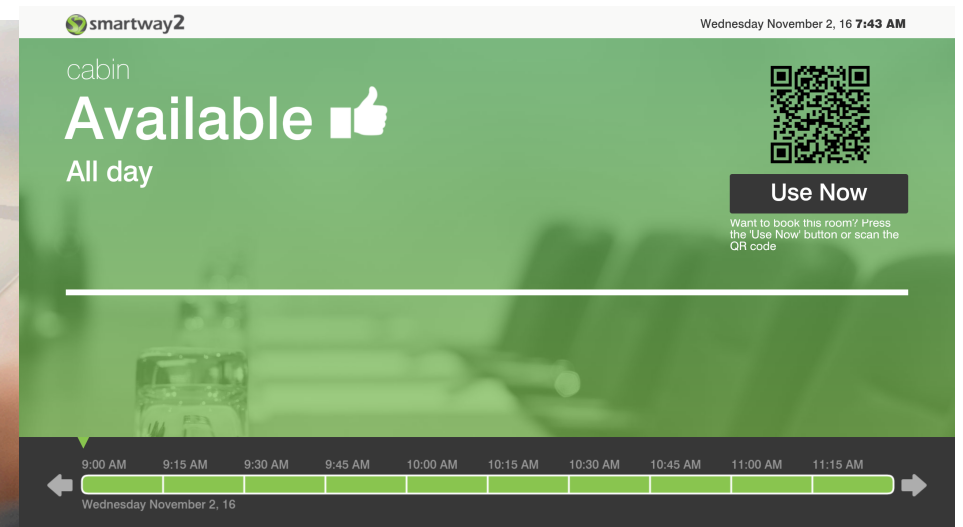 smartway2
Wednesday November 2, 16 7:43 AM
cabin
Available
All day
Use Now
Want to book this room? Press
the 'Use Now' button or scan the
QR code
9:00 AM 9:15 AM 9:30 AM 9:45 AM 10:00 AM 10:15 AM 10:30 AM 10:45 AM 11:00 AM 11:15 AM
Wednesday November 2, 16